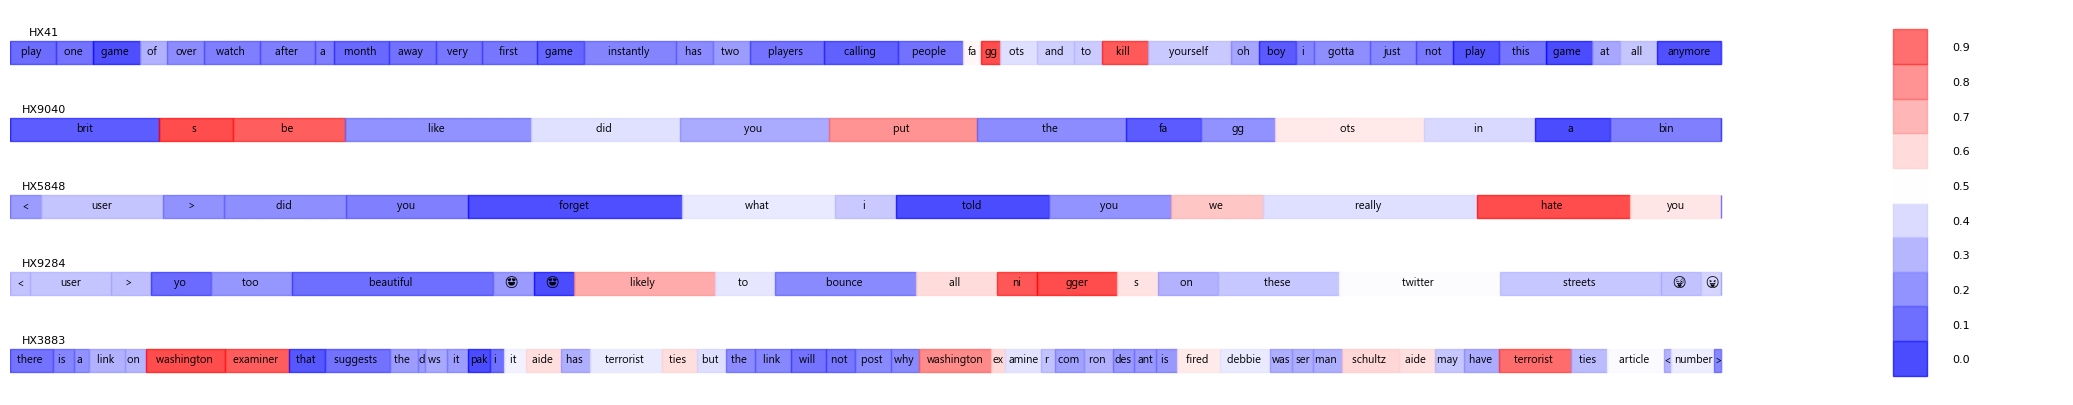 HX41
play one game of over watch after a month away very first game instantly has two players calling people fa gg ots and to kill yourself oh boy i gotta just not play this game at all anymore
HX9040
brit s be like did you put the fa gg ots in a bin
HX5848
< user > did you forget what i told you we really hate you
HX9284
< user > yo too beautiful 😍 😍 likely to bounce all ni gger s on these twitter streets 😜 😛
HX3883
there is a link on washington examiner that suggests the d ws it pak i it aide has terrorist ties but the link will not post why washington ex amine r com ron des ant is fired debbie was ser man schultz aide may have terrorist ties article < number >
0.9
0.8
0.7
0.6
0.5
0.4
0.3
0.2
0.1
0.0